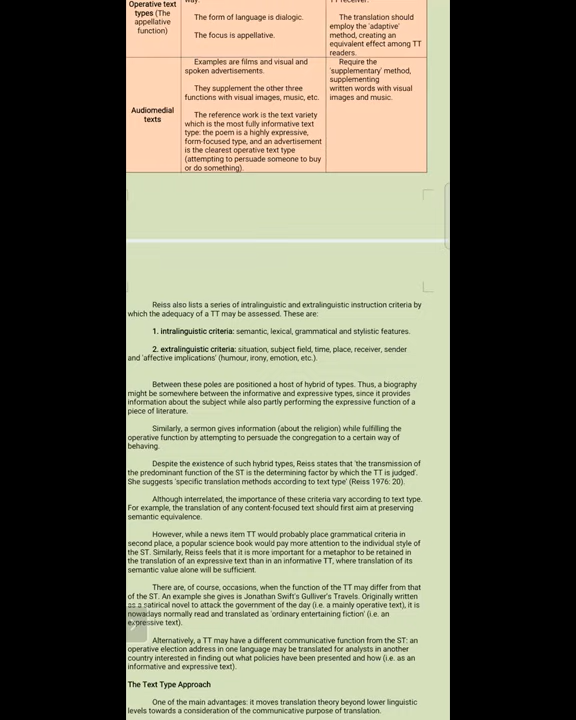 way.
TT receiver.
Operative text
types (The
appellative
function)
The form of language is dialogic.
The focus is appellative.
The translation should
employ the 'adaptive'
method, creating an
equivalent effect among TT
readers.
Audiomedial
texts
Examples are films and visual and
spoken advertisements.
They supplement the other three
functions with visual images, music, etc.
The reference work is the text variety
which is the most fully informative text
type: the poem is a highly expressive,
form-focused type, and an advertisement
is the clearest operative text type
(attempting to persuade someone to buy
or do something).
Require the
'supplementary' method,
supplementing
written words with visual
images and music.
Reiss also lists a series of intralinguistic and extralinguistic instruction criteria by
which the adequacy of a TT may be assessed. These are:
1. intralinguistic criteria: semantic, lexical, grammatical and stylistic features.
2. extralinguistic criteria: situation, subject field, time, place, receiver, sender
and 'affective implications' (humour, irony, emotion, etc.).
Between these poles are positioned a host of hybrid of types. Thus, a biography
might be somewhere between the informative and expressive types, since it provides
information about the subject while also partly performing the expressive function of a
piece of literature.
Similarly, a sermon gives information (about the religion) while fulfilling the
operative function by attempting to persuade the congregation to a certain way of
behaving.
Despite the existence of such hybrid types, Reiss states that 'the transmission of
the predominant function of the ST is the determining factor by which the TT is judged'.
She suggests 'specific translation methods according to text type' (Reiss 1976: 20).
Although interrelated, the importance of these criteria vary according to text type.
For example, the translation of any content-focused text should first aim at preserving
semantic equivalence.
However, while a news item TT would probably place grammatical criteria in
second place, a popular science book would pay more attention to the individual style of
the ST. Similarly, Reiss feels that it is more important for a metaphor to be retained in
the translation of an expressive text than in an informative TT, where translation of its
semantic value alone will be sufficient.
There are, of course, occasions, when the function of the TT may differ from that
of the ST. An example she gives is Jonathan Swift's Gulliver's Travels. Originally written
as a satirical novel to attack the government of the day (i.e. a mainly operative text), it is
nowadays normally read and translated as 'ordinary entertaining fiction' (i.e. an
expressive text).
Alternatively, a TT may have a different communicative function from the ST: an
operative election address in one language may be translated for analysts in another
country interested in finding out what policies have been presented and how (i.e. as an
informative and expressive text).
The Text Type Approach
One of the main advantages: it moves translation theory beyond lower linguistic
levels towards a consideration of the communicative purpose of translation.